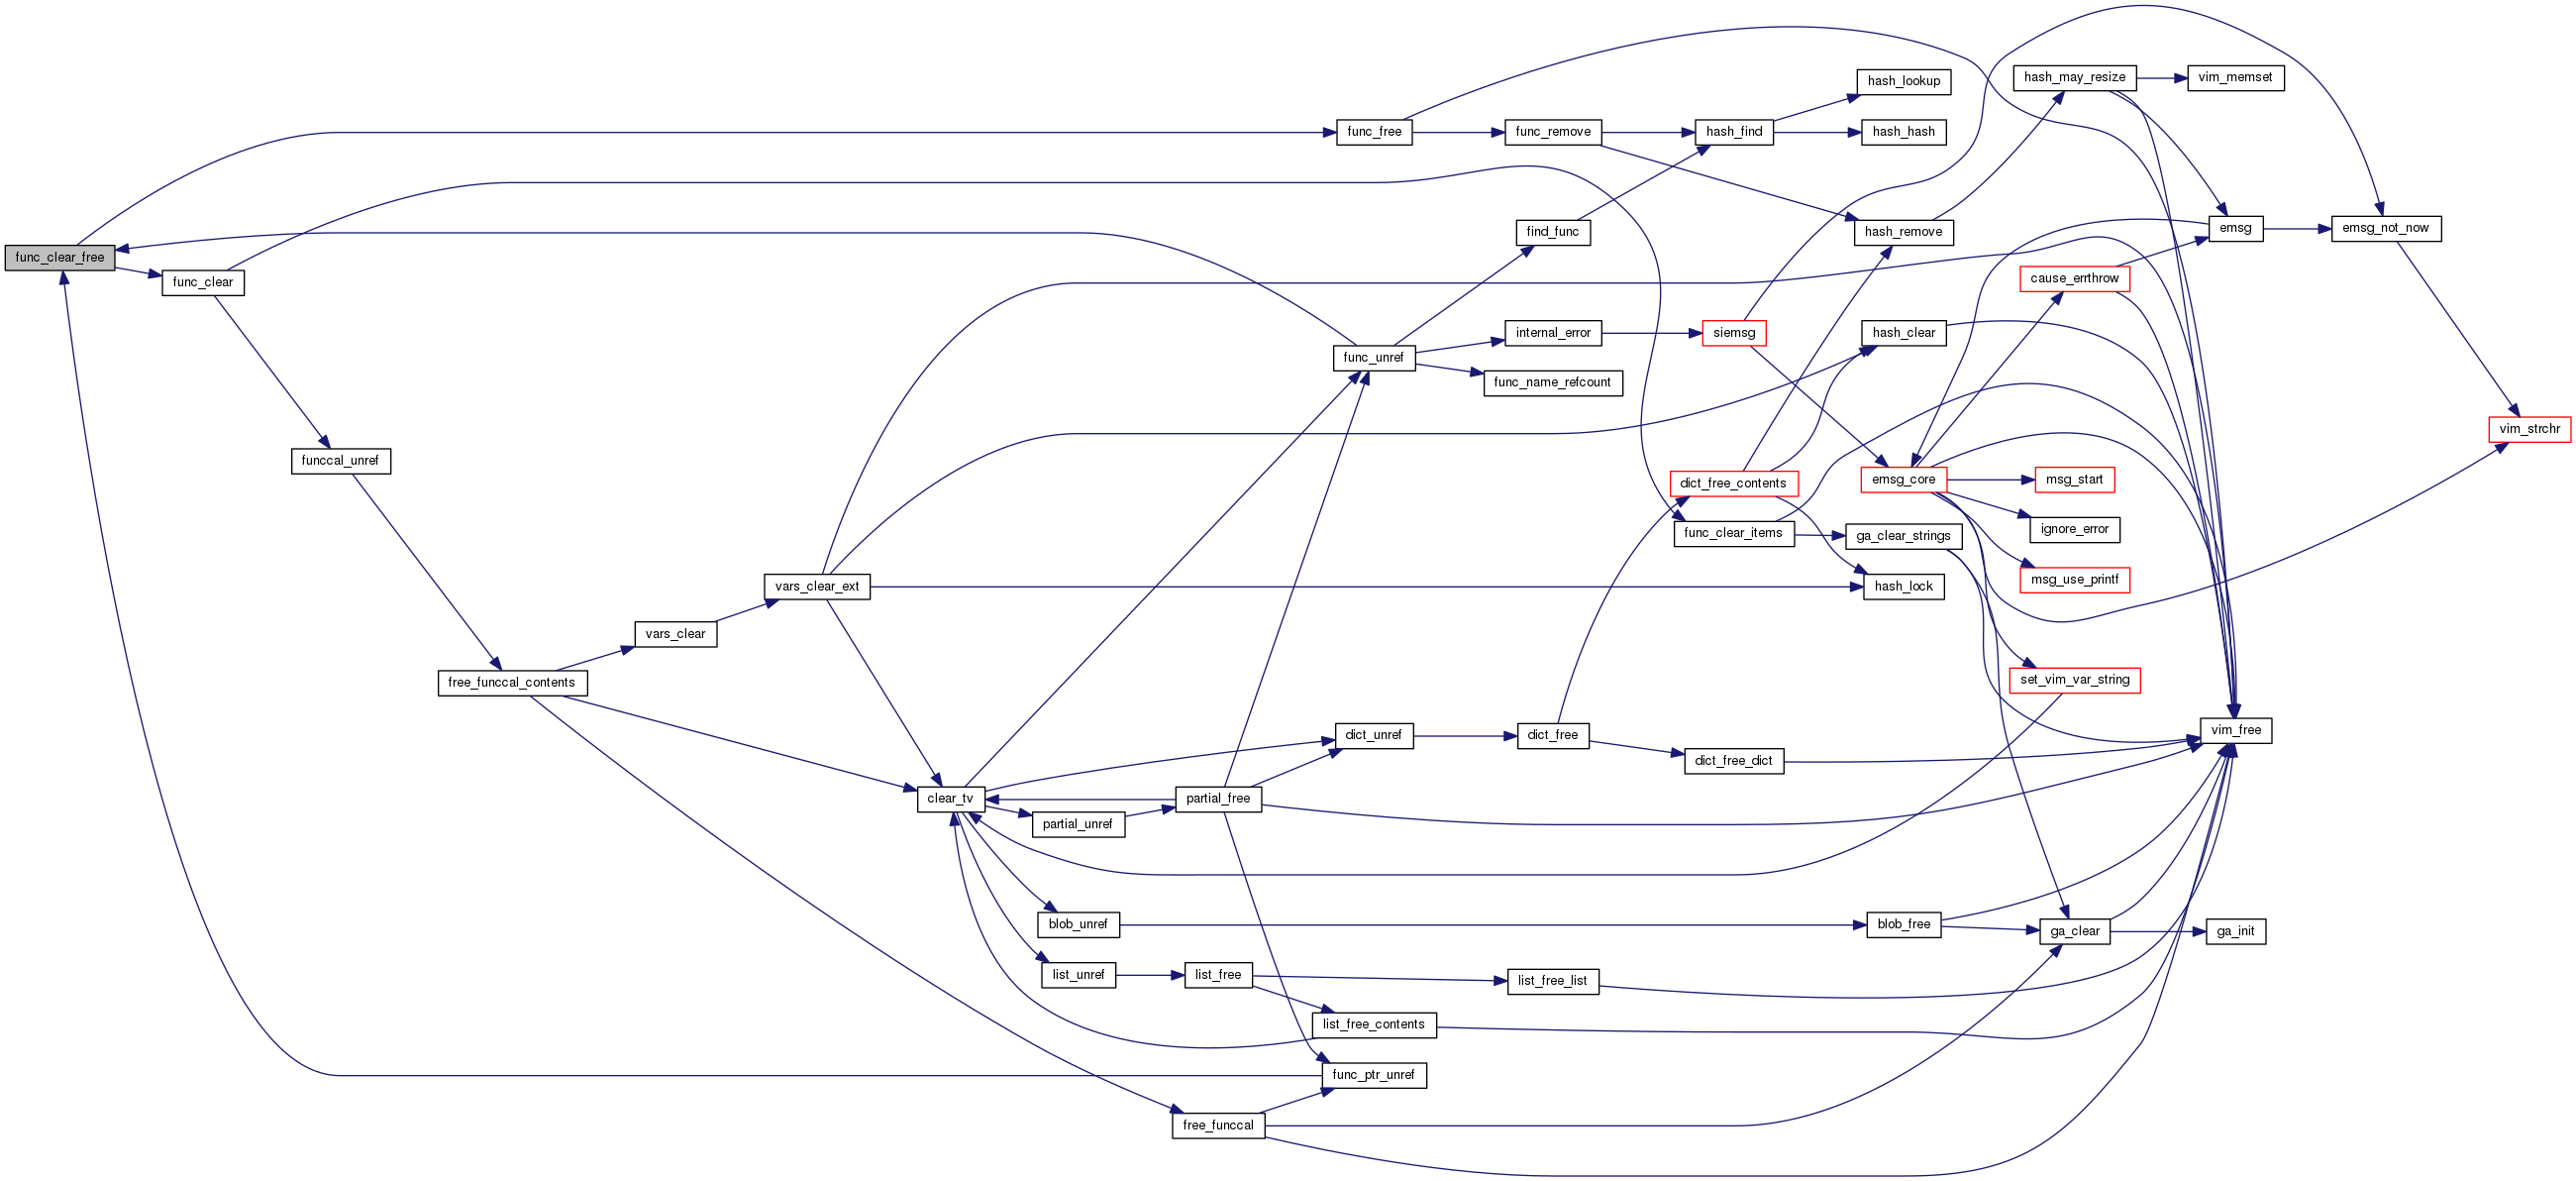 func_clear_free
func_clear
funccal_unref
free_funccal_contents
vars_clear
vars_clear_ext
clear_tv
partial_unref
blob_unref
list_unref
partial_free
list_free
free_funccal
func_free
func_unref
dict_unref
list_free_contents
func_ptr_unref
func_remove
find_func
internal_error
func_name_refcount
dict_free
list_free_list
hash_find
siemsg
dict_free_contents
func_clear_items
dict_free_dict
hash_lookup
hash_hash
hash_remove
hash_clear
emsg_core
ga_clear_strings
hash_lock
blob_free
hash_may_resize
cause_errthrow
msg_start
ignore_error
msg_use_printf
set_vim_var_string
ga_clear
vim_memset
emsg
vim_free
ga_init
emsg_not_now
vim_strchr